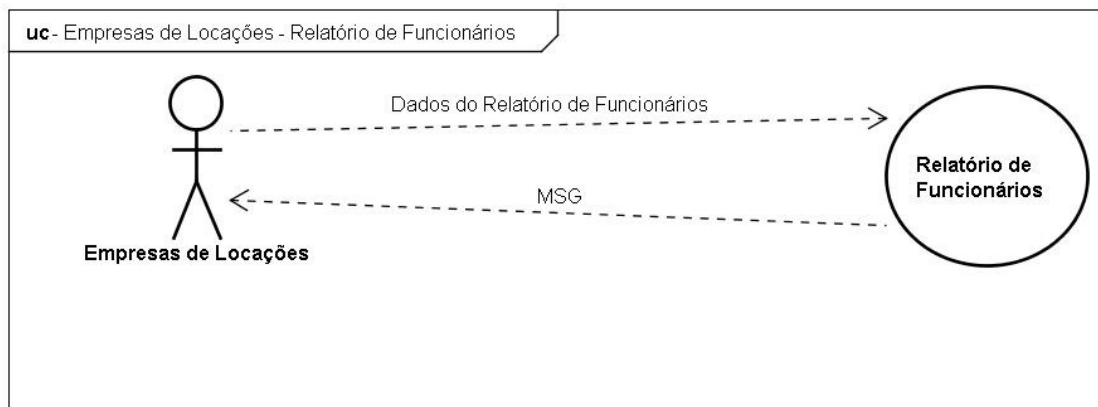 uc - Empresas de Locações - Relatório de Funcionários
Dados do Relatório de Funcionários
Relatório de
Funcionários
MSG
Empresas de Locações